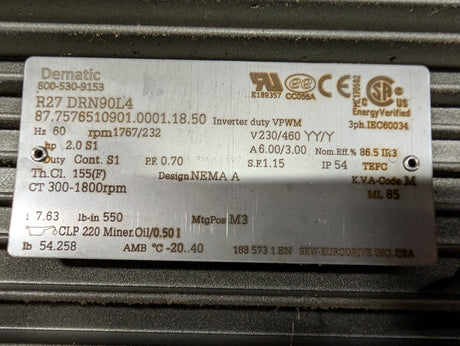 Dematic
800-530-9153
R27 DRN90L4
87.7576510901.0001.18.50 Inverter duty VPWM
Hz 60 rpm 1767/232 V 230/460 YY/Y
hp 2.0 S1 A 6.00/3.00 Nom.Eff.% 86.5 IE3
Duty Cont. S1 P.F. 0.70 S.F. 1.15 IP 54 TEFC
Th.Cl. 155(F) Design NEMA A K.V.A-Code M
CT 300-1800rpm ML 85
i 7.63 lb-in 550 MtgPos M3
CLP 220 Miner.Oil/0.50 l
lb 54.258 AMB °C -20..40 188 573 1 EN SEW-EURODRIVE-INC. USA
E189357 CC056A
Energy Verified
3ph.IEC60034